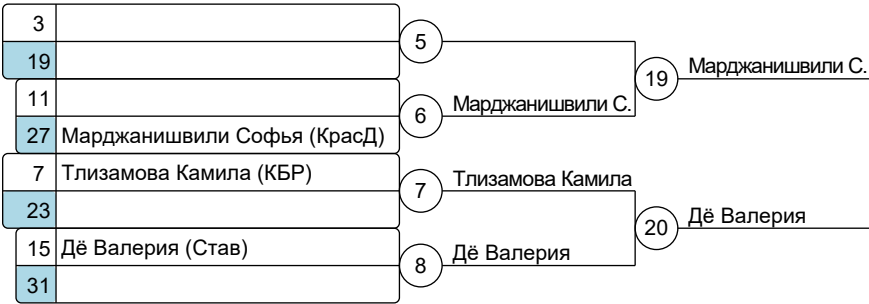 3
19
5
11
27 Марджанишвили Софья (КрасД)
6
Марджанишвили С.
19
Марджанишвили С.
7 Тлизамова Камила (КБР)
23
7
Тлизамова Камила
15 Дё Валерия (Став)
31
8
Дё Валерия
20
Дё Валерия